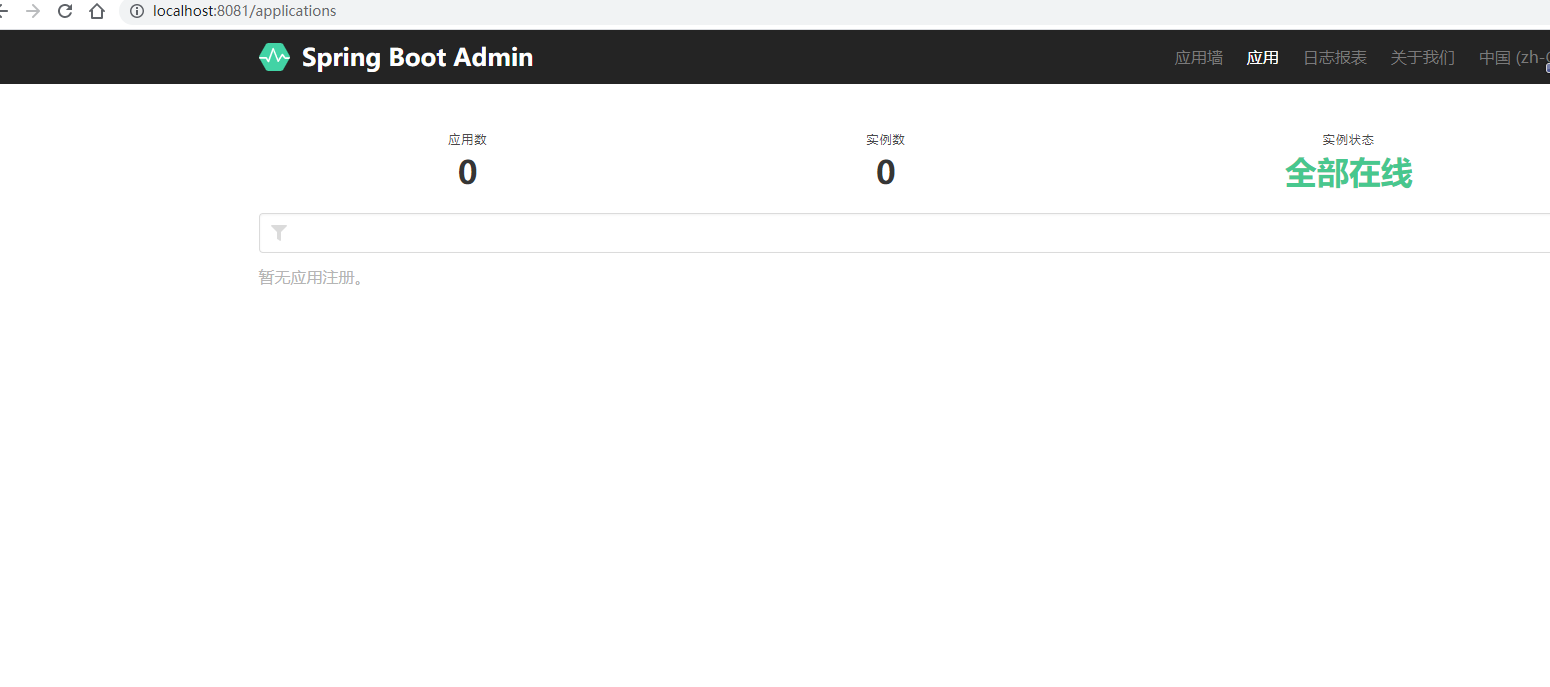 localhost:8081/applications
Spring Boot Admin 应用墙 应用 日志报表 关于我们 中国 (zh-
应用数 实例数 实例状态
0 0 全部在线
暂无应用注册。